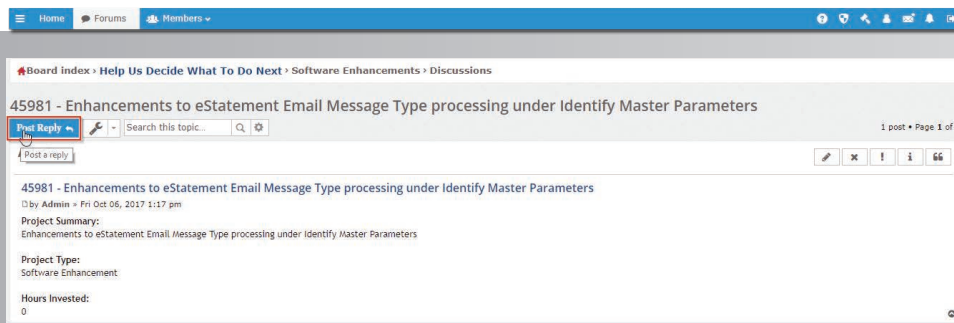 Home Forums Members
Board index › Help Us Decide What To Do Next › Software Enhancements › Discussions
45981 - Enhancements to eStatement Email Message Type processing under Identify Master Parameters
Post Reply Search this topic... 1 post • Page 1 of
Post a reply
45981 - Enhancements to eStatement Email Message Type processing under Identify Master Parameters
by Admin » Fri Oct 06, 2017 1:17 pm
Project Summary:
Enhancements to eStatement Email Message Type processing under Identify Master Parameters
Project Type:
Software Enhancement
Hours Invested:
0